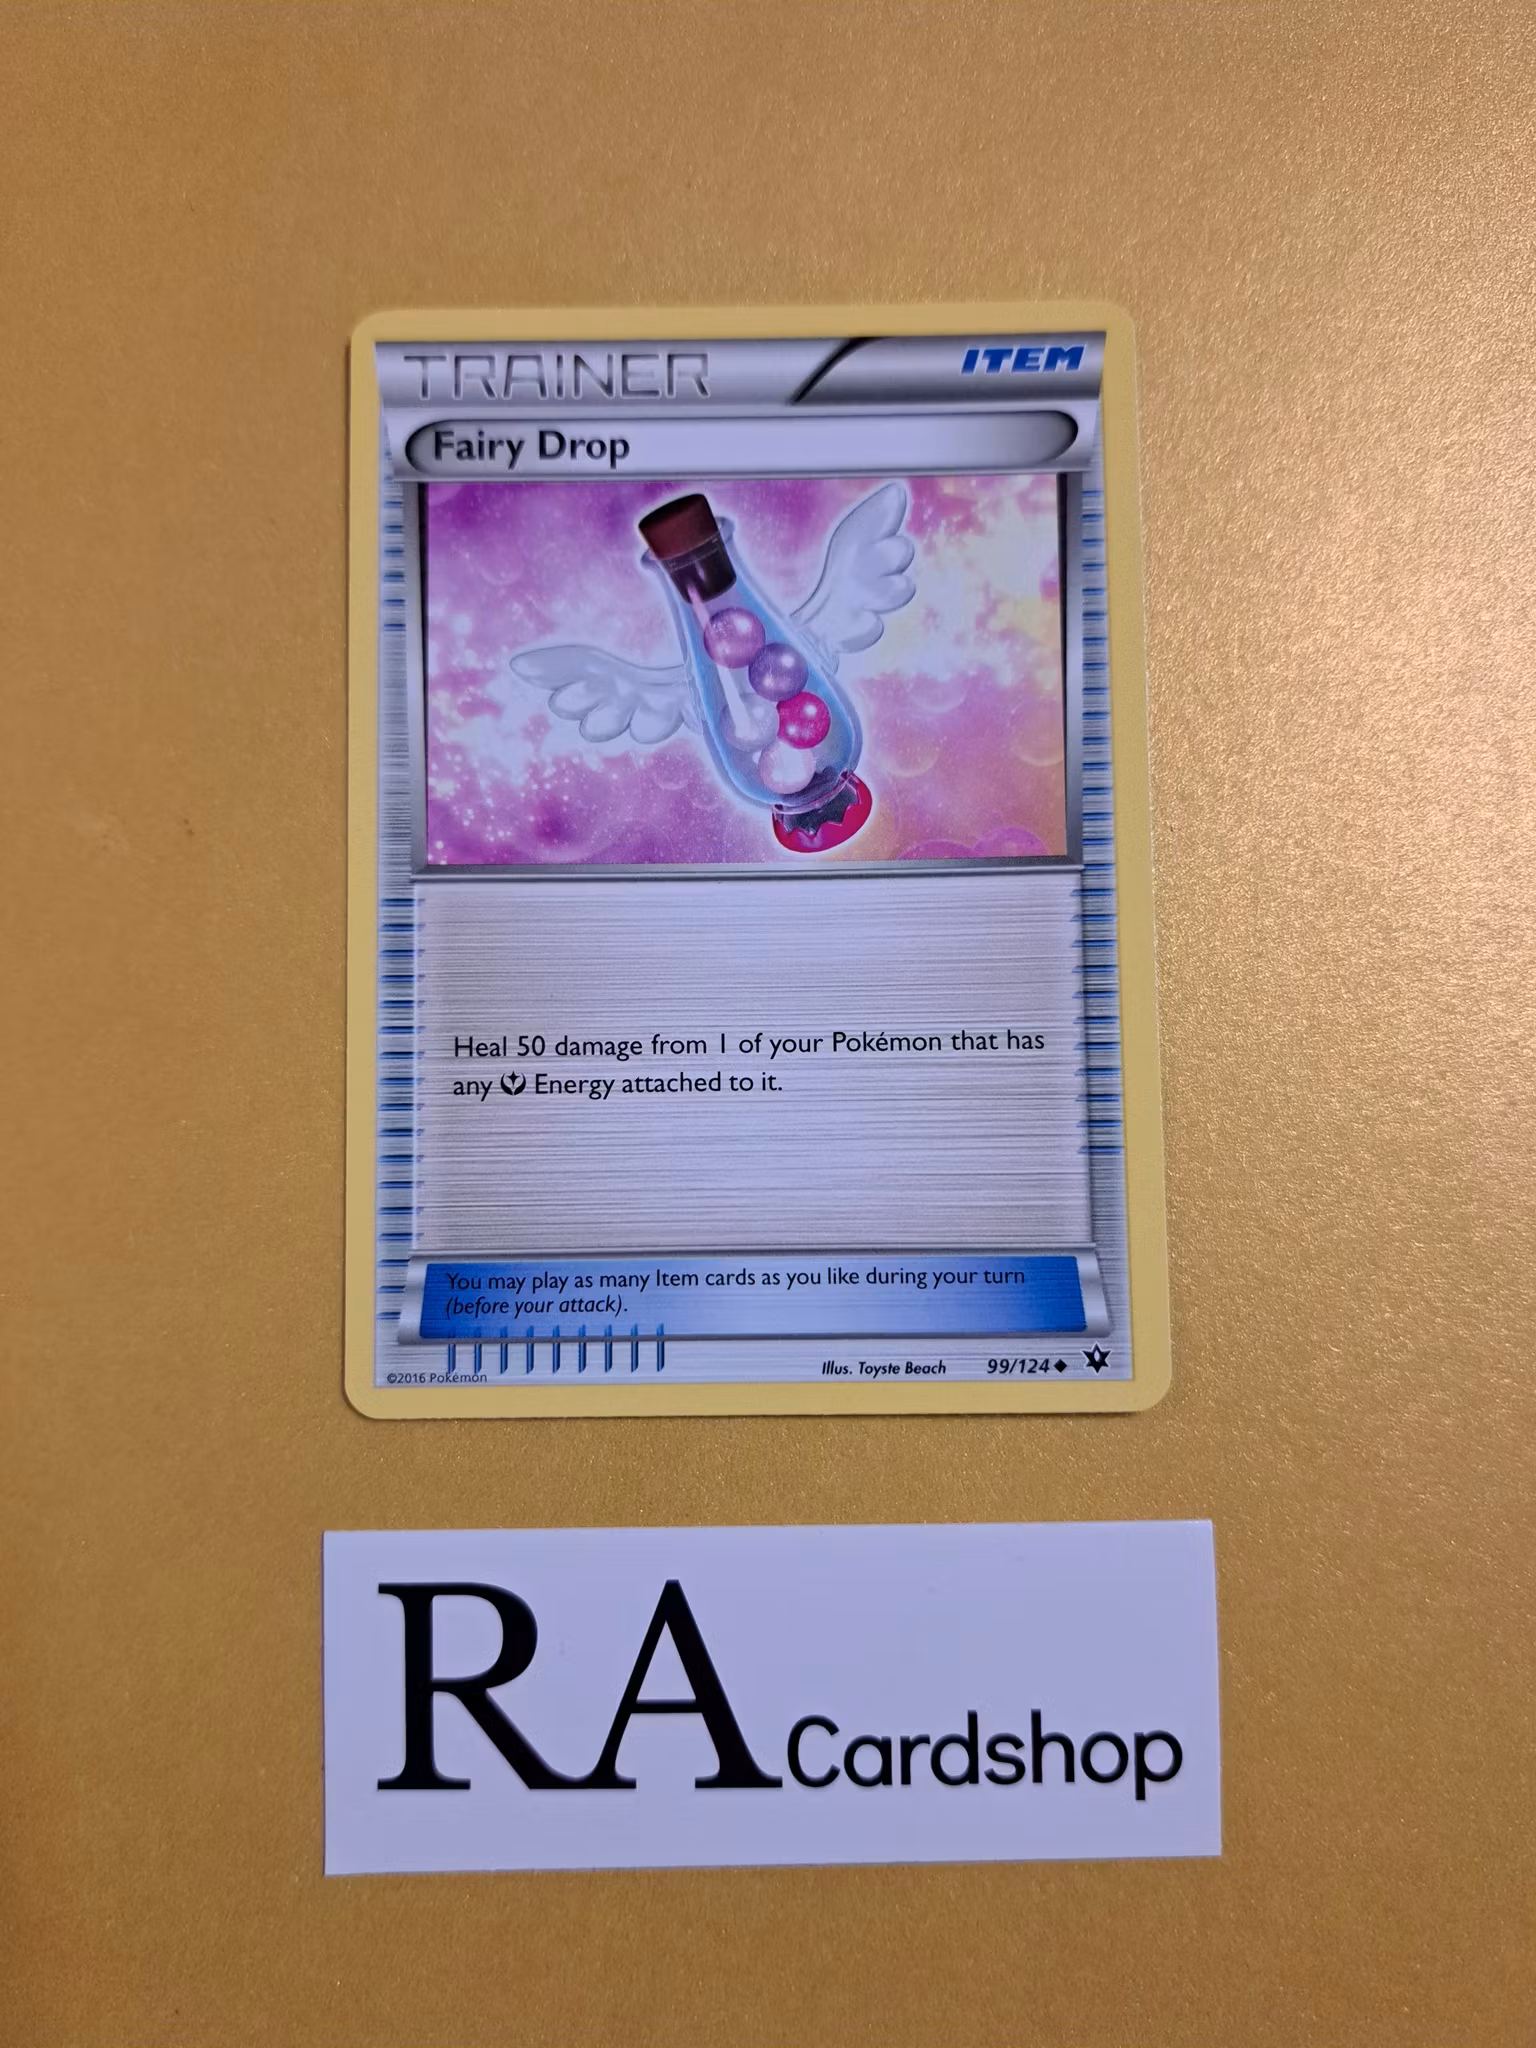 TRAINER
ITEM
Fairy Drop
Heal 50 damage from 1 of your Pokémon that has
any Energy attached to it.
You may play as many Item cards as you like during your turn
(before your attack).
©2016 Pokémon
Illus. Toyste Beach
99/124
RA Cardshop